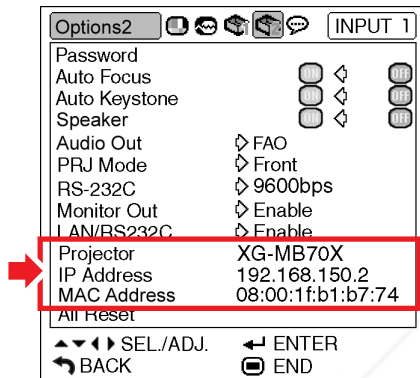 Options2 INPUT 1
Password
Auto Focus ON OFF
Auto Keystone ON OFF
Speaker ON OFF
Audio Out FAO
PRJ Mode Front
RS-232C 9600bps
Monitor Out Enable
LAN/RS232C Enable
Projector XG-MB70X
IP Address 192.168.150.2
MAC Address 08:00:1f:b1:b7:74
All Reset
SEL./ADJ. ENTER
BACK END